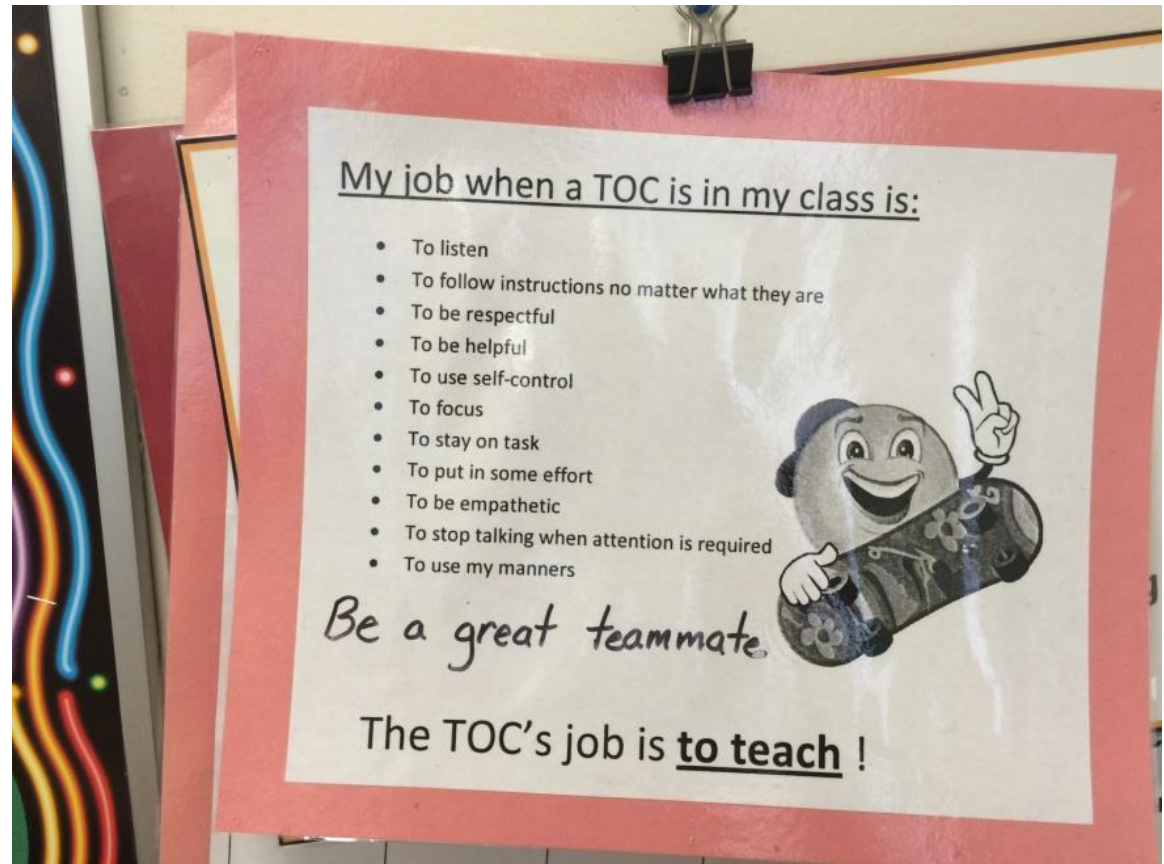 My job when a TOC is in my class is:
• To listen
• To follow instructions no matter what they are
• To be respectful
• To be helpful
• To use self-control
• To focus
• To stay on task
• To put in some effort
• To be empathetic
• To stop talking when attention is required
• To use my manners
Be a great teammate
The TOC's job is to teach !